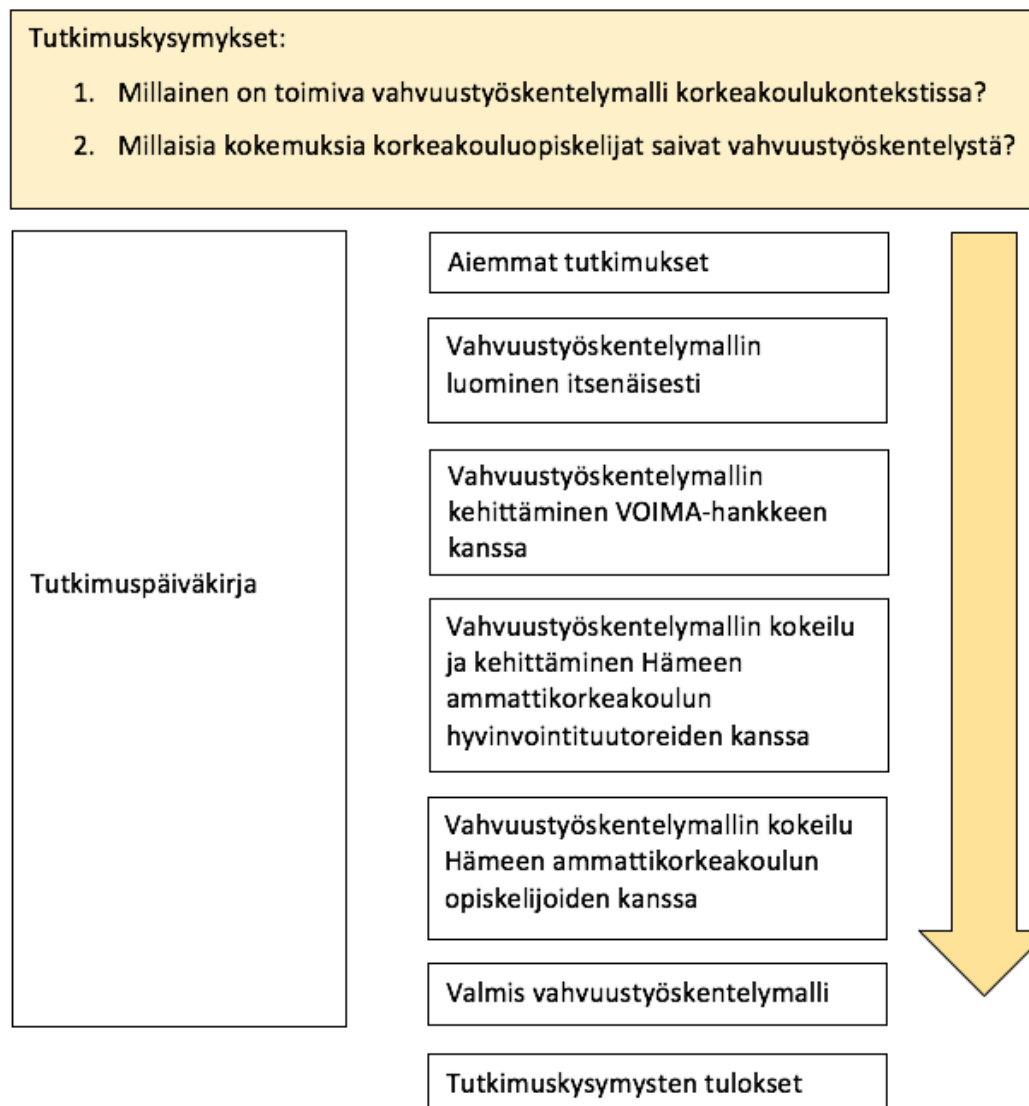 Tutkimuskysymykset:
1. Millainen on toimiva vahvuustyöskentelymalli korkeakoulukontekstissa?
2. Millaisia kokemuksia korkeakouluopiskelijat saivat vahvuustyöskentelystä?
Tutkimuspäiväkirja
Aiemmat tutkimukset
Vahvuustyöskentelymallin
luominen itsenäisesti
Vahvuustyöskentelymallin
kehittäminen VOIMA-hankkeen
kanssa
Vahvuustyöskentelymallin kokeilu
ja kehittäminen Hämeen
ammattikorkeakoulun
hyvinvointituutoreiden kanssa
Vahvuustyöskentelymallin kokeilu
Hämeen ammattikorkeakoulun
opiskelijoiden kanssa
Valmis vahvuustyöskentelymalli
Tutkimuskysymysten tulokset